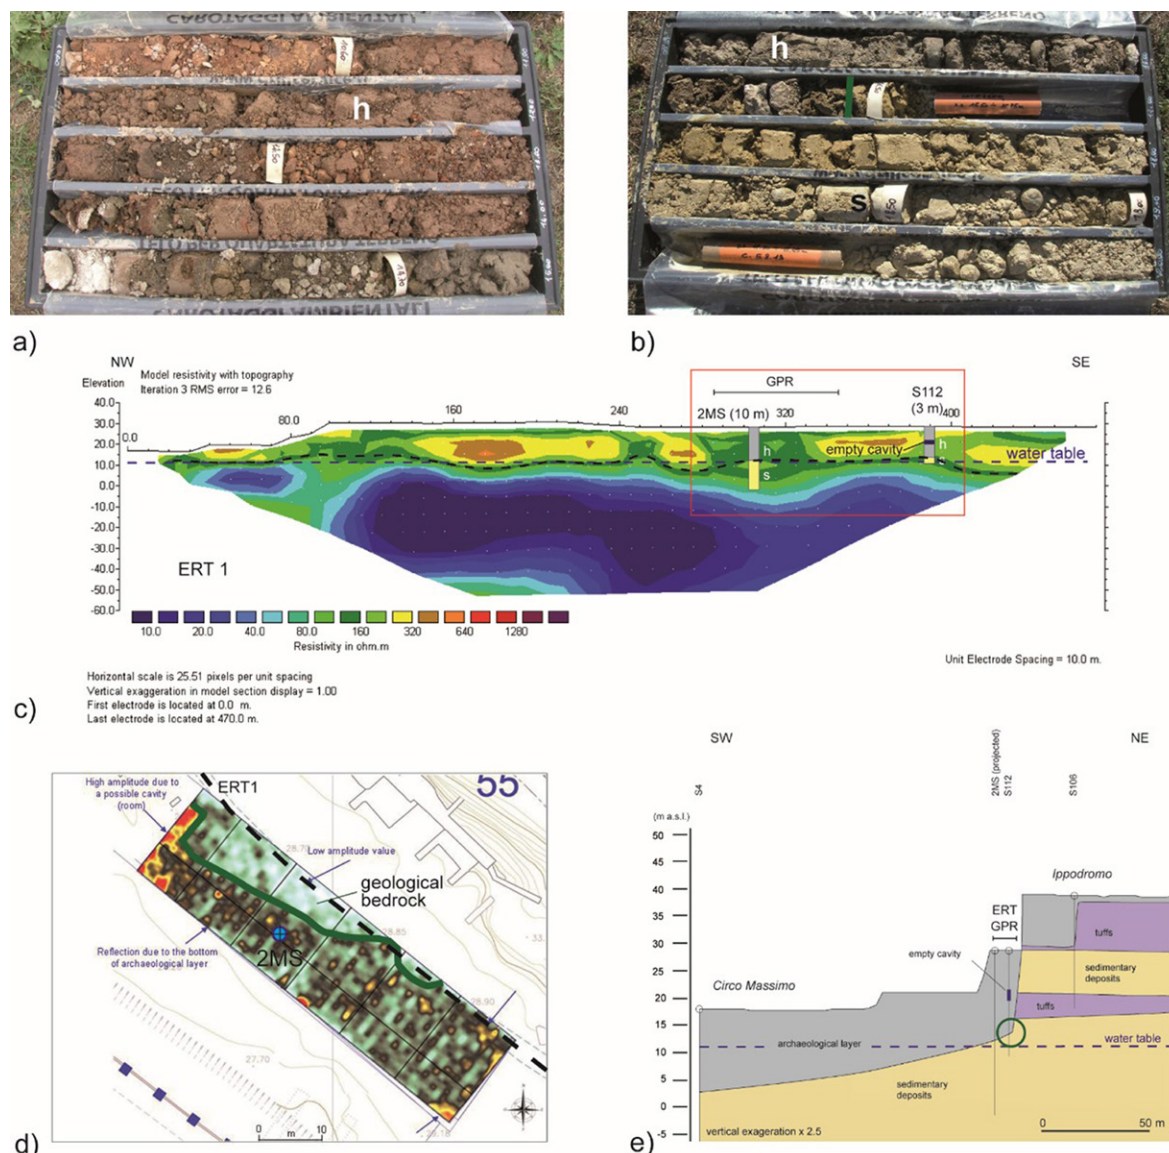 CAROTAGGI AMBIENTALI
h
h
s
a)
b)
NW
SE
Model resistivity with topography
Iteration 3 RMS error = 12.6
Elevation
GPR
S112
(3 m)
2MS (10 m)
0.0
80.0
160
240
320
400
40.0
30.0
20.0
10.0
0.0
-10.0
-20.0
-30.0
-40.0
-50.0
-60.0
h
h
s
empty cavity
water table
ERT 1
10.0 20.0 40.0 80.0 160 320 640 1280
Resistivity in ohm.m
Unit Electrode Spacing = 10.0 m.
Horizontal scale is 25.51 pixels per unit spacing
Vertical exaggeration in model section display = 1.00
First electrode is located at 0.0 m.
Last electrode is located at 470.0 m.
c)
High amplitude due to
a possible cavity
(room)
ERT1
55
Low amplitude value
geological
bedrock
28.85
2MS
Reflection due to the bottom
of archaeological layer
28.90
27.70
0 m 10
d)
SW
NE
S4
2MS (projected)
S112
S106
(m a.s.l.)
50
45
40
35
30
25
20
15
10
5
0
-5
Ippodromo
ERT
GPR
tuffs
empty cavity
sedimentary
deposits
Circo Massimo
tuffs
archaeological layer
water table
sedimentary
deposits
vertical exageration x 2.5
0 50 m
e)